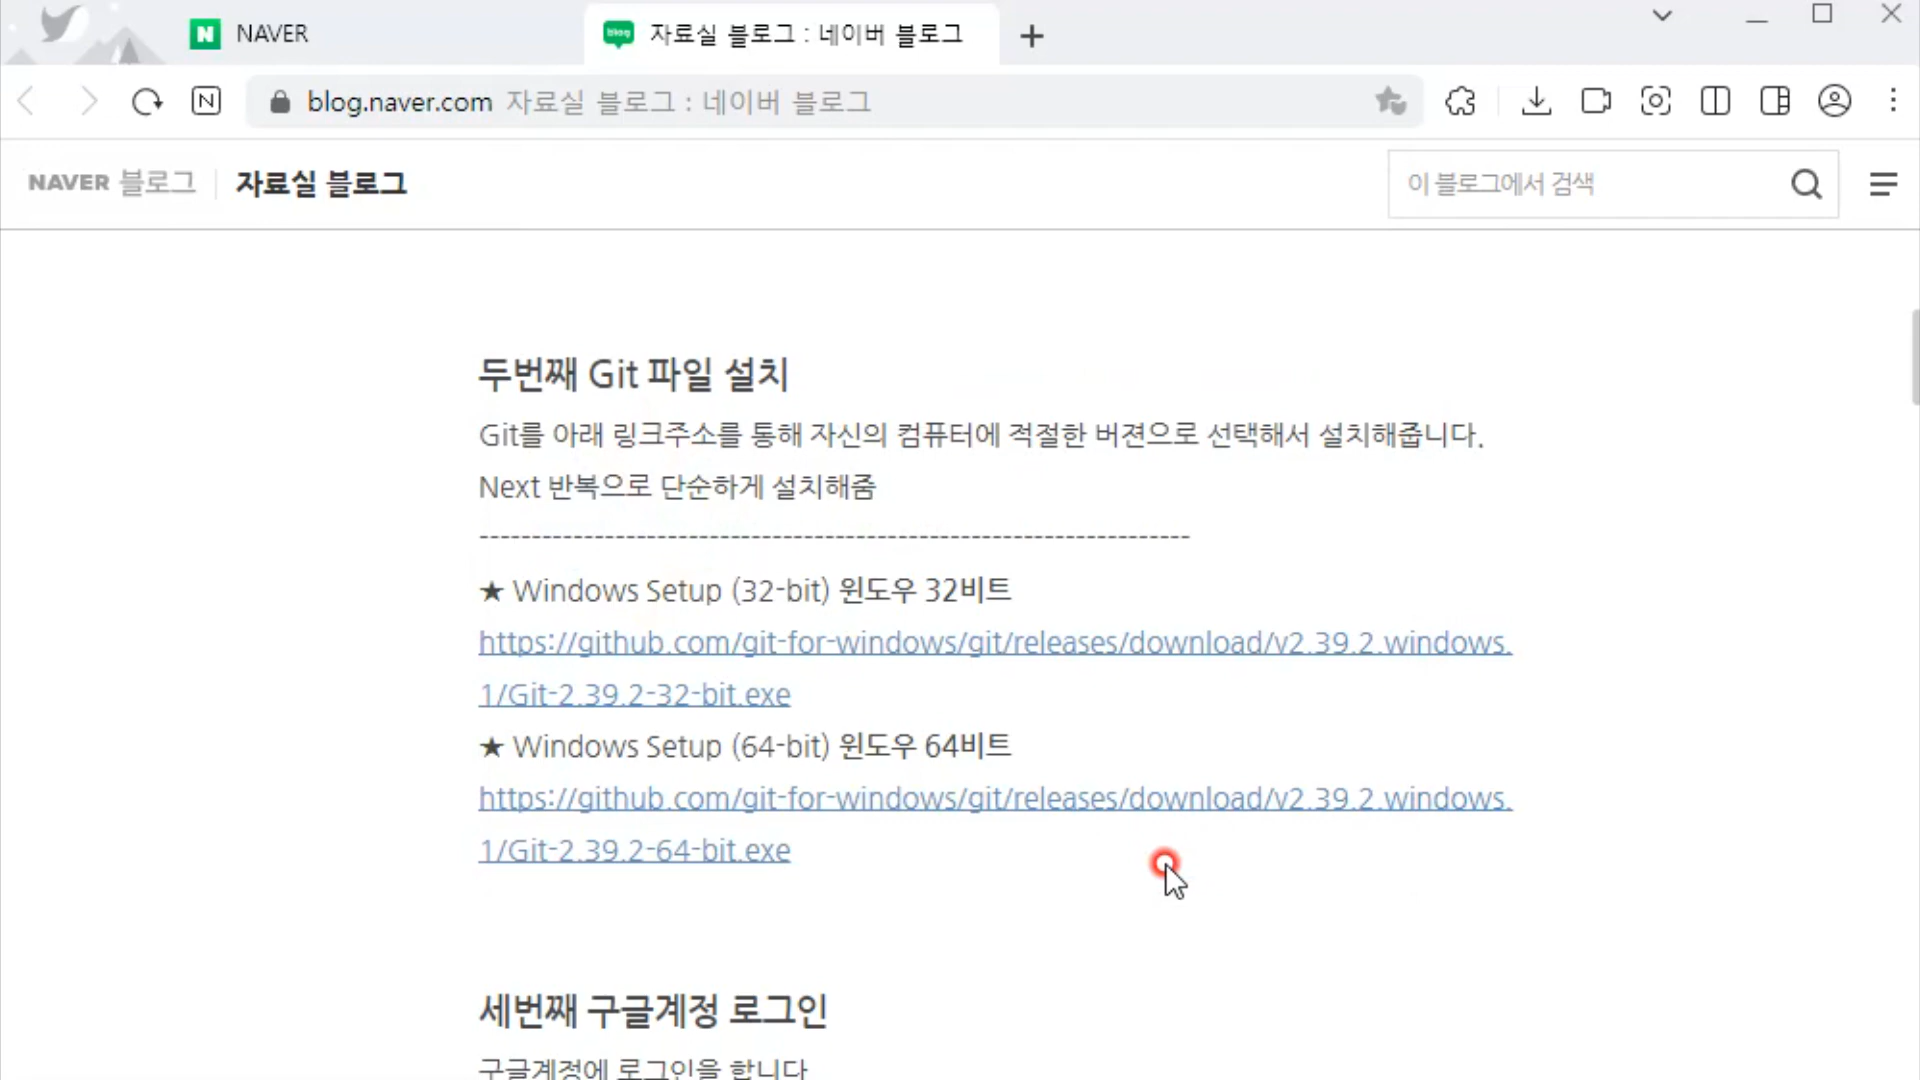 NAVER
blog 자료실 블로그 : 네이버 블로그
blog.naver.com 자료실 블로그 : 네이버 블로그
NAVER 블로그 자료실 블로그
이 블로그에서 검색
두번째 Git 파일 설치
Git를 아래 링크주소를 통해 자신의 컴퓨터에 적절한 버젼으로 선택해서 설치해줍니다.
Next 반복으로 단순하게 설치해줌
--------------------------------------------------------------------
★ Windows Setup (32-bit) 윈도우 32비트
https://github.com/git-for-windows/git/releases/download/v2.39.2.windows.
1/Git-2.39.2-32-bit.exe
★ Windows Setup (64-bit) 윈도우 64비트
https://github.com/git-for-windows/git/releases/download/v2.39.2.windows.
1/Git-2.39.2-64-bit.exe
세번째 구글계정 로그인
구글계정에 로그인을 합니다